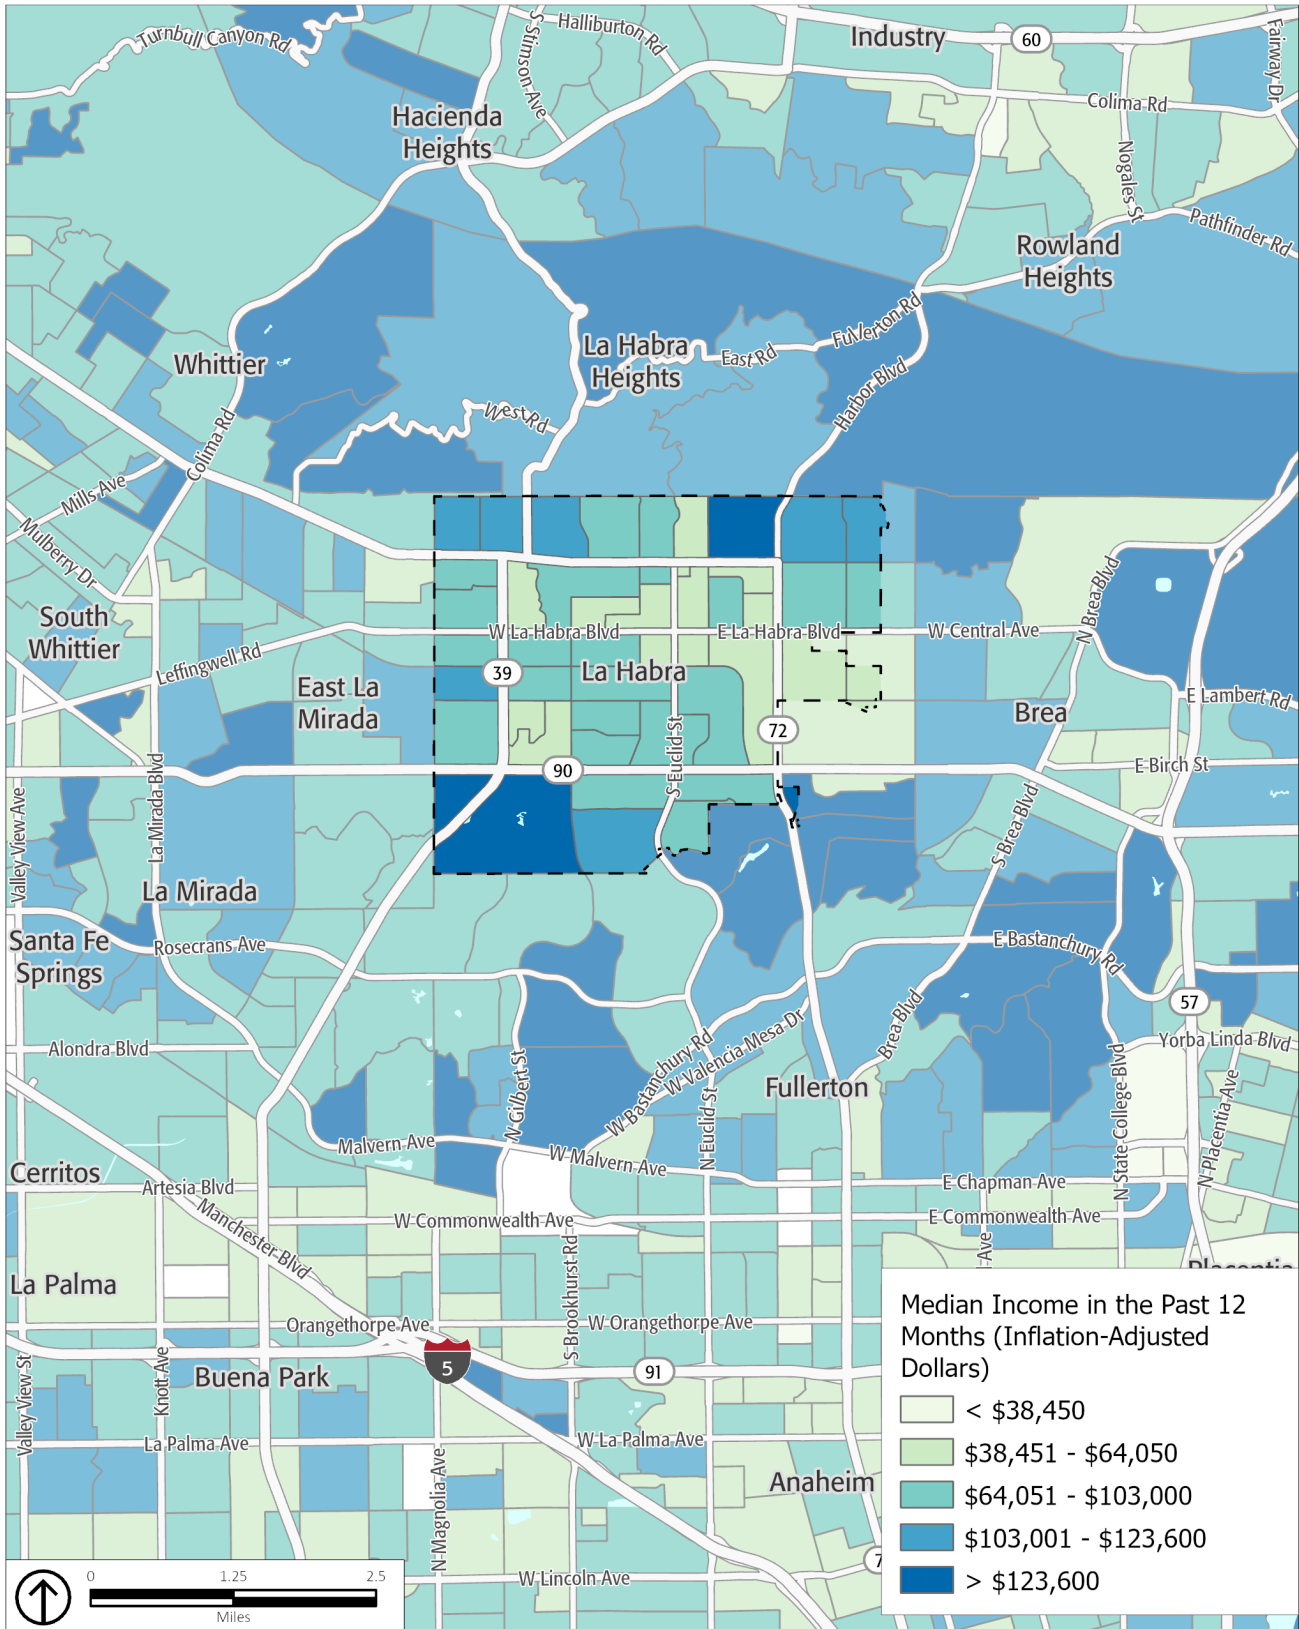 Turnbull Canyon Rd
S Stimson Ave
Halliburton Rd
Industry
60
Fairway Dr
Colima Rd
Hacienda
Heights
Nogales St
Pathfinder Rd
Rowland
Heights
Whittier
La Habra
Heights
East Rd
Fullerton Rd
Harbor Blvd
West Rd
Colima Rd
Mills Ave
Mulberry Dr
South
Whittier
Leffingwell Rd
W La Habra Blvd
E La Habra Blvd
W Central Ave
N Brea Blvd
39
La Habra
East La
Mirada
E Lambert Rd
Brea
72
S Euclid St
90
E Birch St
La Mirada Blvd
Valley View Ave
S Brea Blvd
La Mirada
Santa Fe
Springs
Rosecrans Ave
E Bastanchury Rd
57
Alondra Blvd
Yorba Linda Blvd
Brea Blvd
W Valencia Mesa Dr
W Bastanchury Rd
Fullerton
N Gilbert St
N Euclid St
N State College Blvd
N Placentia Ave
Malvern Ave
W Malvern Ave
Cerritos
Artesia Blvd
E Chapman Ave
Manchester Blvd
W Commonwealth Ave
E Commonwealth Ave
S Brookhurst Rd
Ave
Placentia
La Palma
Orangethorpe Ave
W Orangethorpe Ave
5
91
Buena Park
Knott Ave
Valley View St
La Palma Ave
W La Palma Ave
N Magnolia Ave
Anaheim
7
W Lincoln Ave
Median Income in the Past 12
Months (Inflation-Adjusted
Dollars)
< $38,450
$38,451 - $64,050
$64,051 - $103,000
$103,001 - $123,600
> $123,600
0 1.25 2.5
Miles